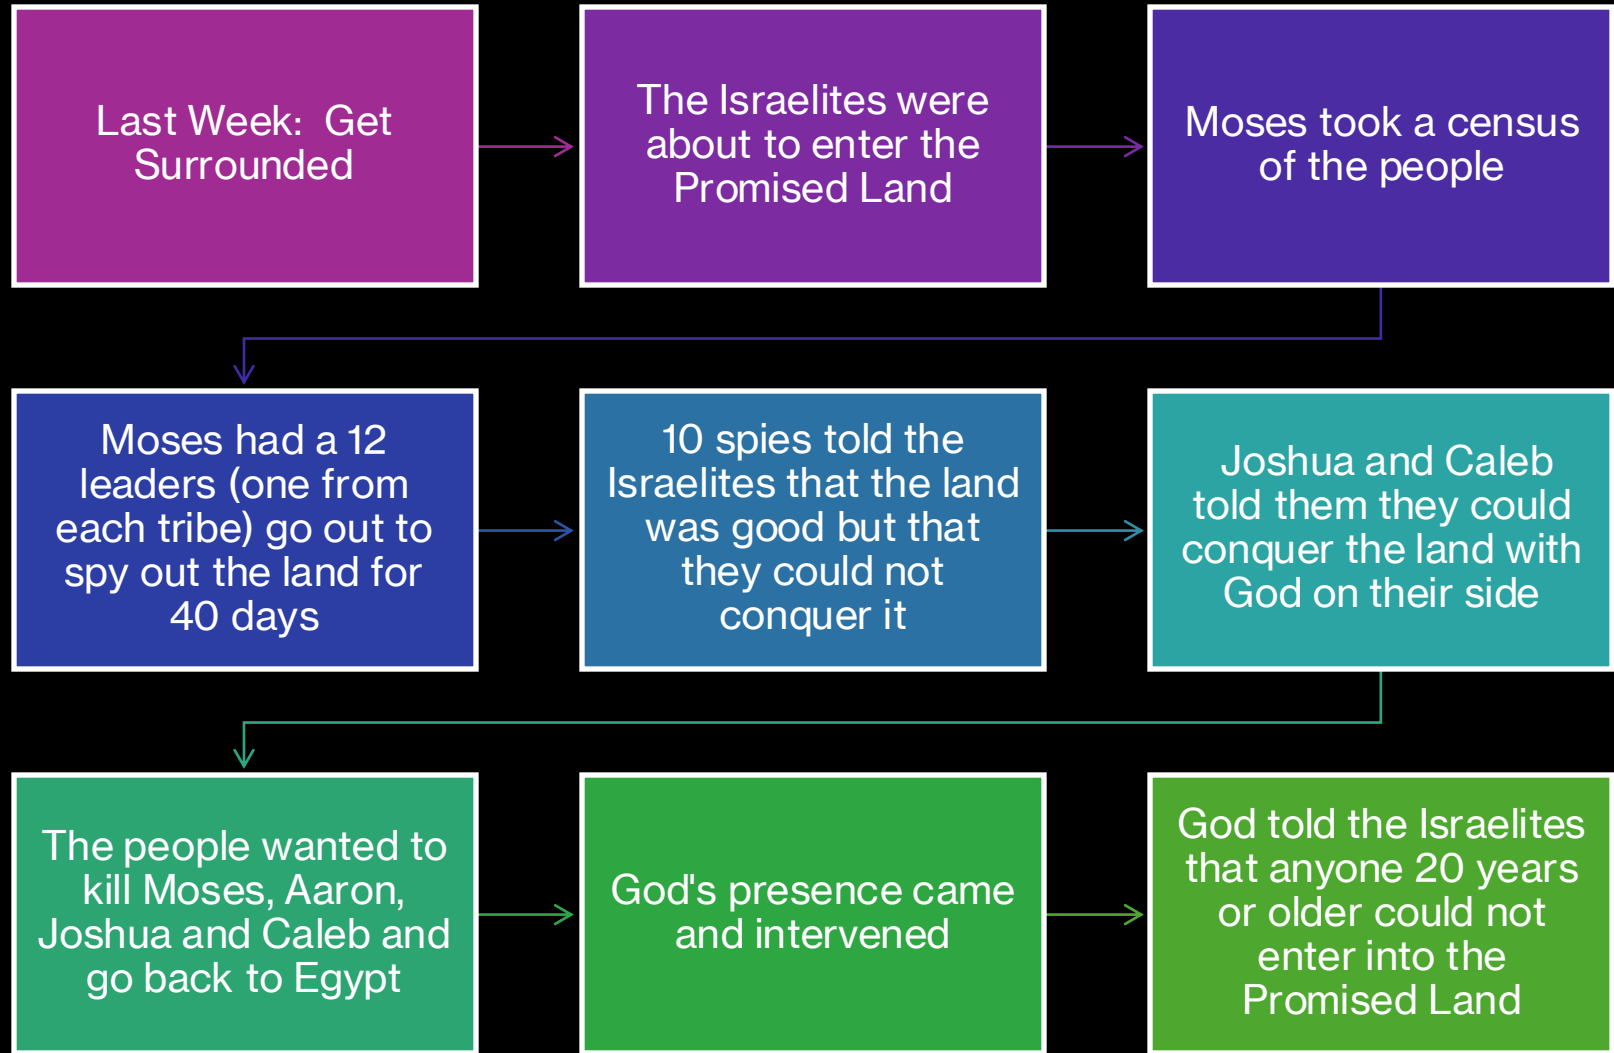 Last Week:  Get
Surrounded
The Israelites were
about to enter the
Promised Land
Moses took a census
of the people
Moses had a 12
leaders (one from
each tribe) go out to
spy out the land for
40 days
10 spies told the
Israelites that the land
was good but that
they could not
conquer it
Joshua and Caleb
told them they could
conquer the land with
God on their side
The people wanted to
kill Moses, Aaron,
Joshua and Caleb and
go back to Egypt
God's presence came
and intervened
God told the Israelites
that anyone 20 years
or older could not
enter into the
Promised Land